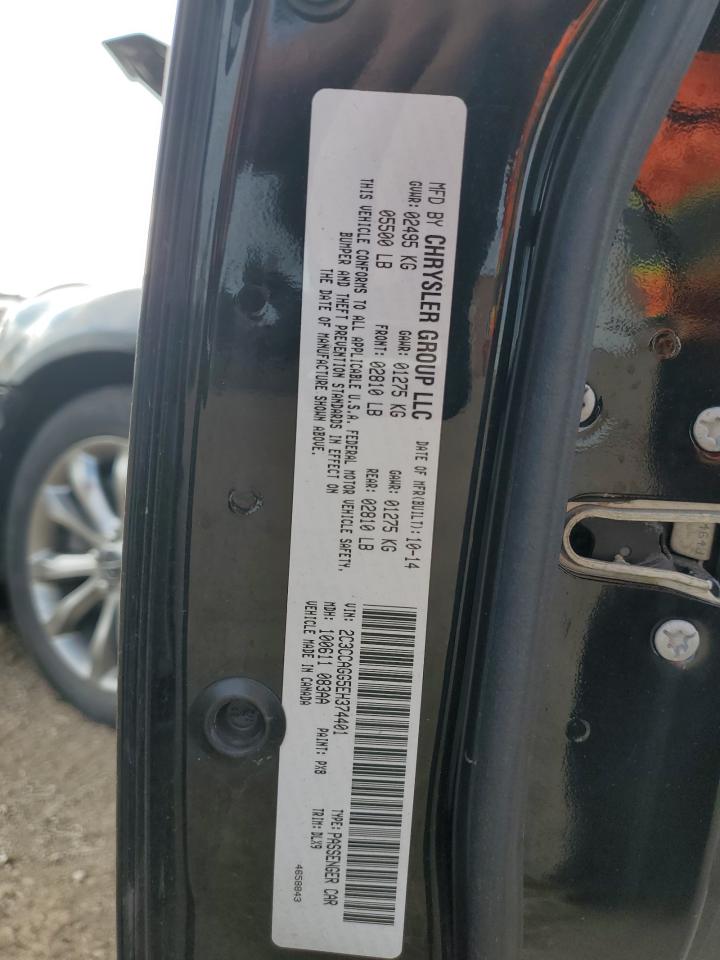 MFD BY CHRYSLER GROUP LLC DATE OF MFR(BUILT): 10-14
GVWR: 02495 KG GAWR: 01275 KG GAWR: 01275 KG
05500 LB FRONT: 02810 LB REAR: 02810 LB
THIS VEHICLE CONFORMS TO ALL APPLICABLE U.S.A. FEDERAL MOTOR VEHICLE SAFETY,
BUMPER AND THEFT PREVENTION STANDARDS IN EFFECT ON
THE DATE OF MANUFACTURE SHOWN ABOVE.
VIN: 2C3CCAGG5EH374401 TYPE: PASSENGER CAR
MDH: 100611 083AA PAINT: PX8 TRIM: DLX9
VEHICLE MADE IN CANADA
4658843